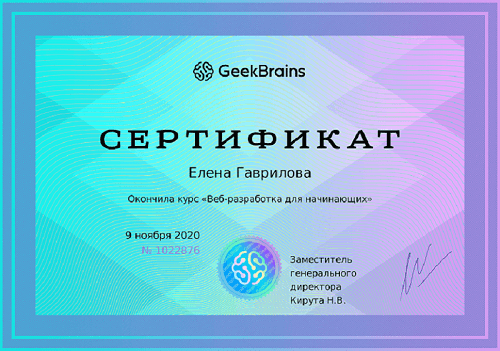 GeekBrains
СЕРТИФИКАТ
Елена Гаврилова
Окончила курс «Веб-разработка для начинающих»
9 ноября 2020
№ 1022876
Заместитель
генерального
директора
Кирута Н.В.